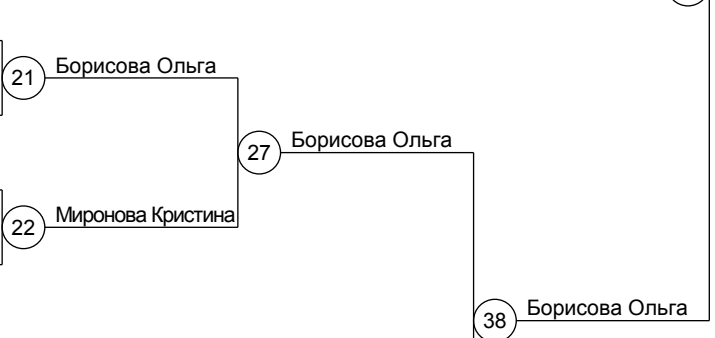 21 Борисова Ольга
27 Борисова Ольга
22 Миронова Кристина
38 Борисова Ольга